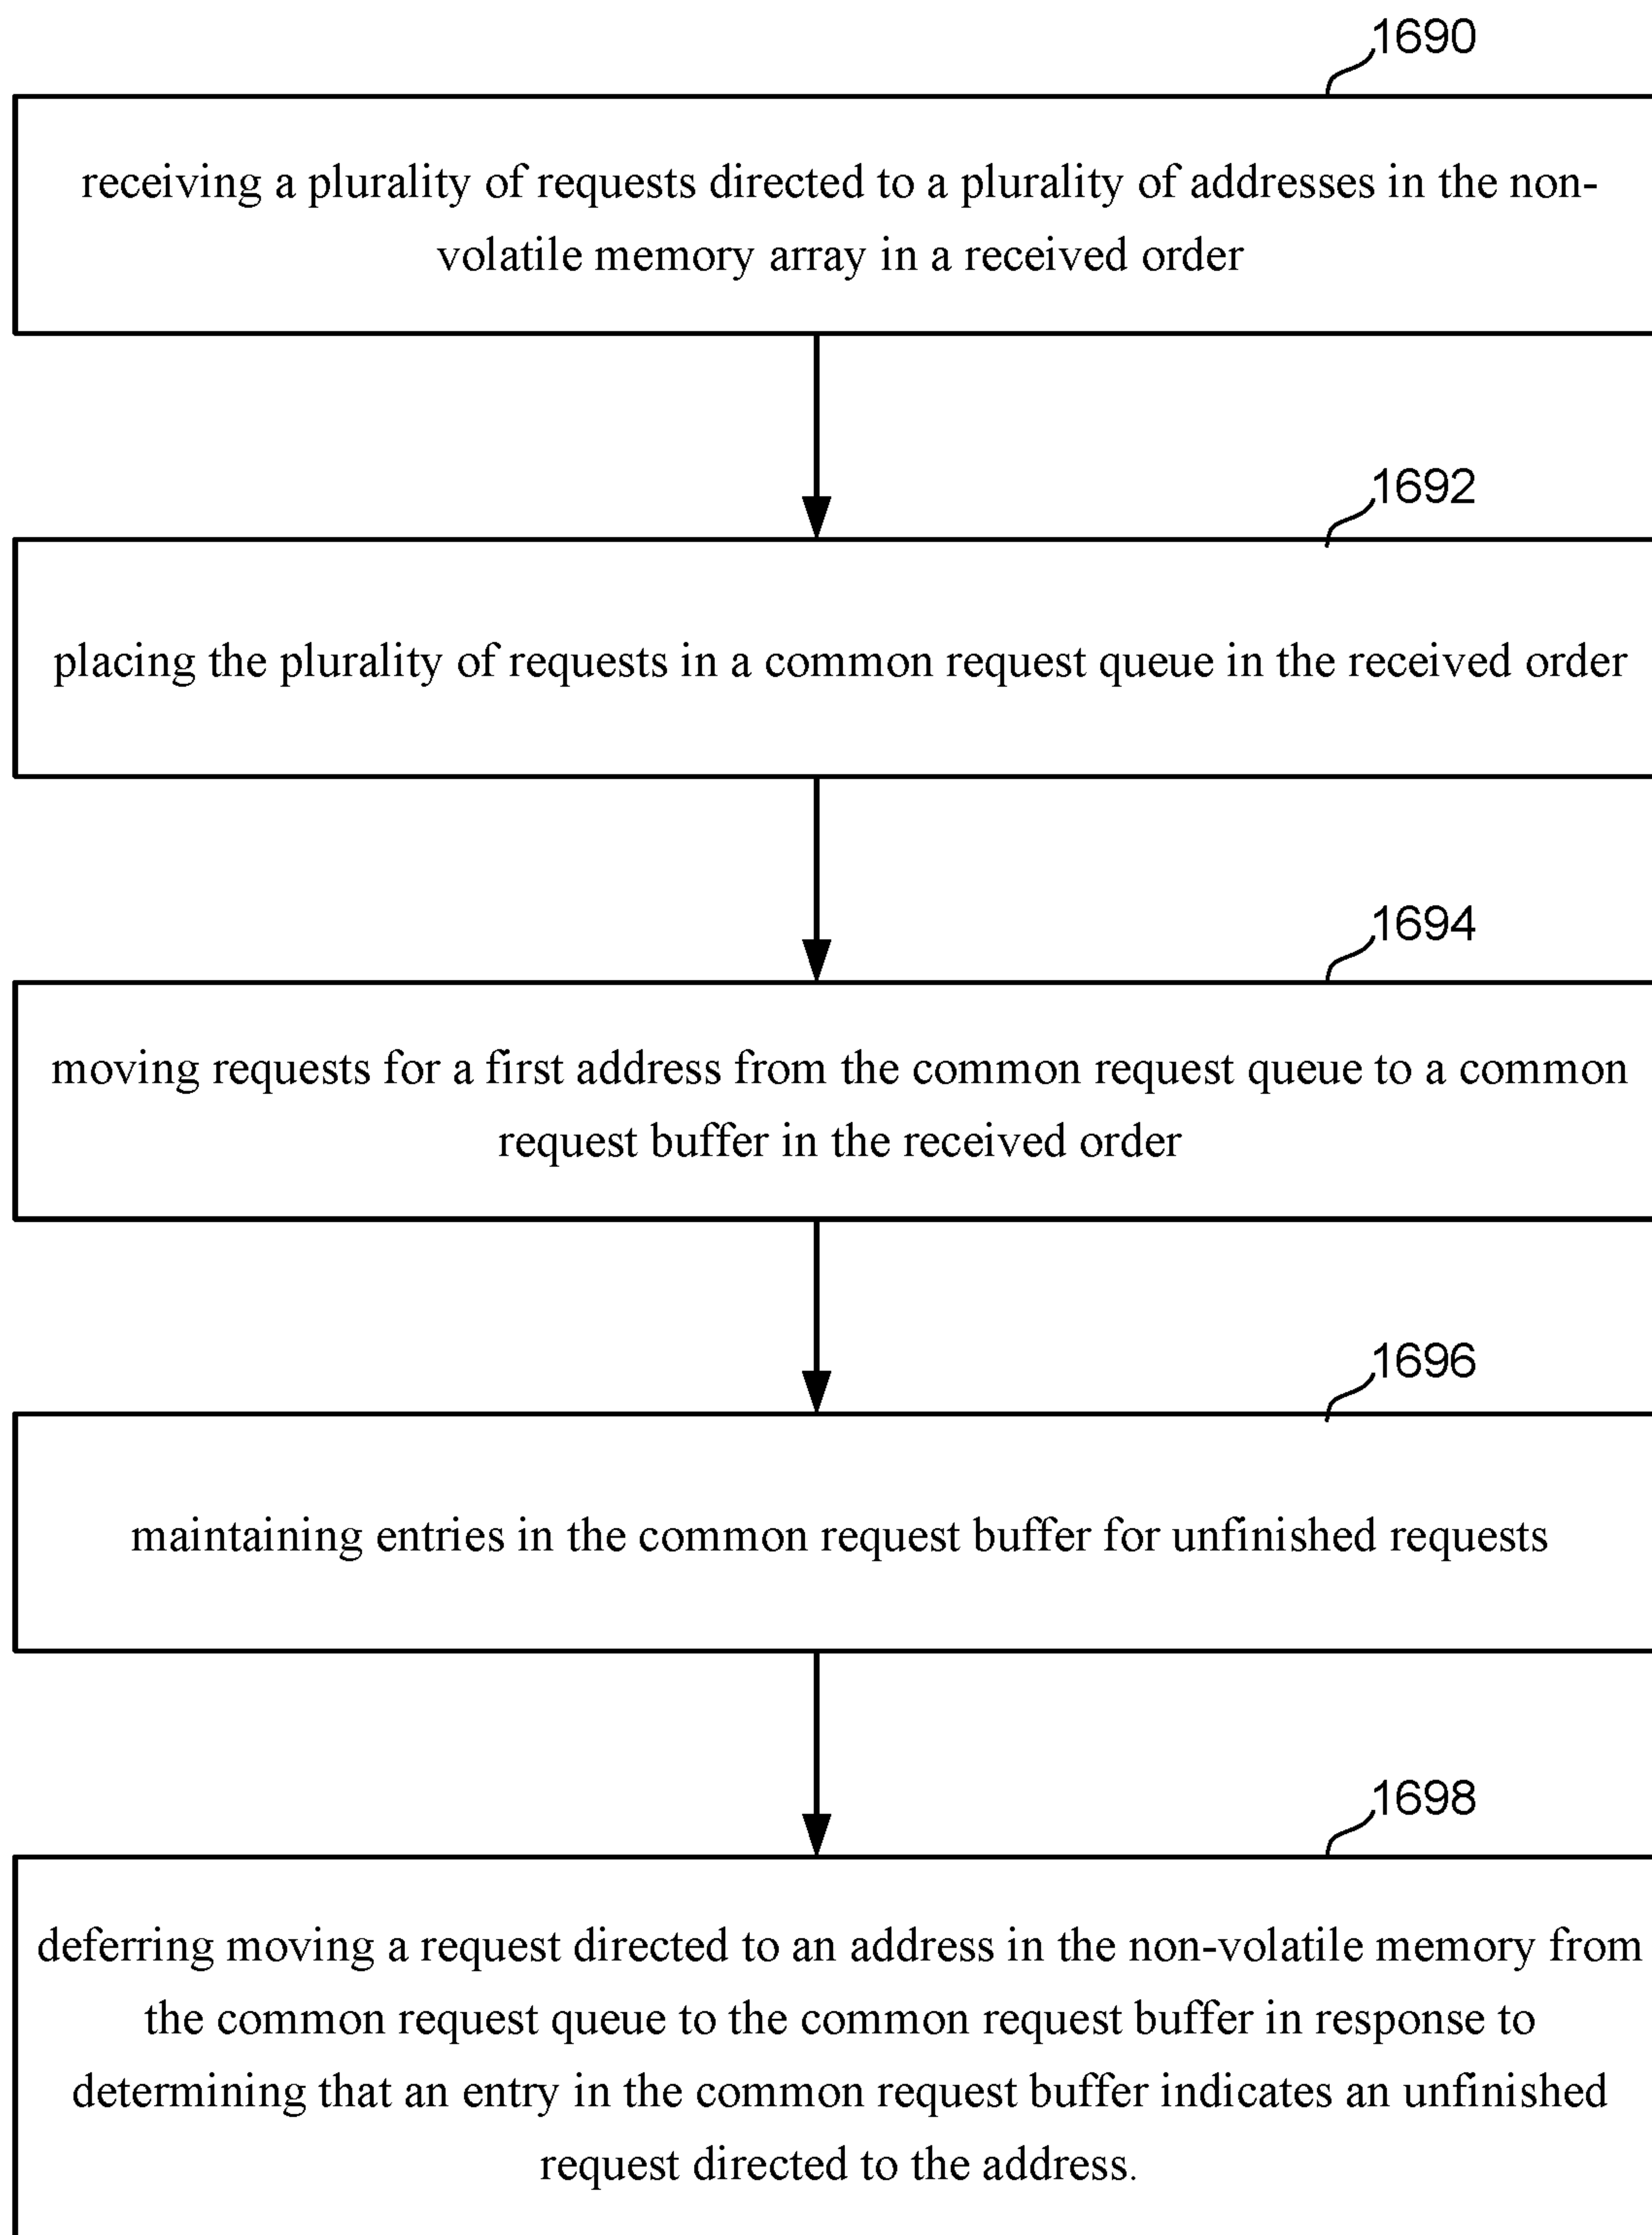 1690
receiving a plurality of requests directed to a plurality of addresses in the non-
volatile memory array in a received order
1692
placing the plurality of requests in a common request queue in the received order
1694
moving requests for a first address from the common request queue to a common
request buffer in the received order
1696
maintaining entries in the common request buffer for unfinished requests
1698
deferring moving a request directed to an address in the non-volatile memory from
the common request queue to the common request buffer in response to
determining that an entry in the common request buffer indicates an unfinished
request directed to the address.